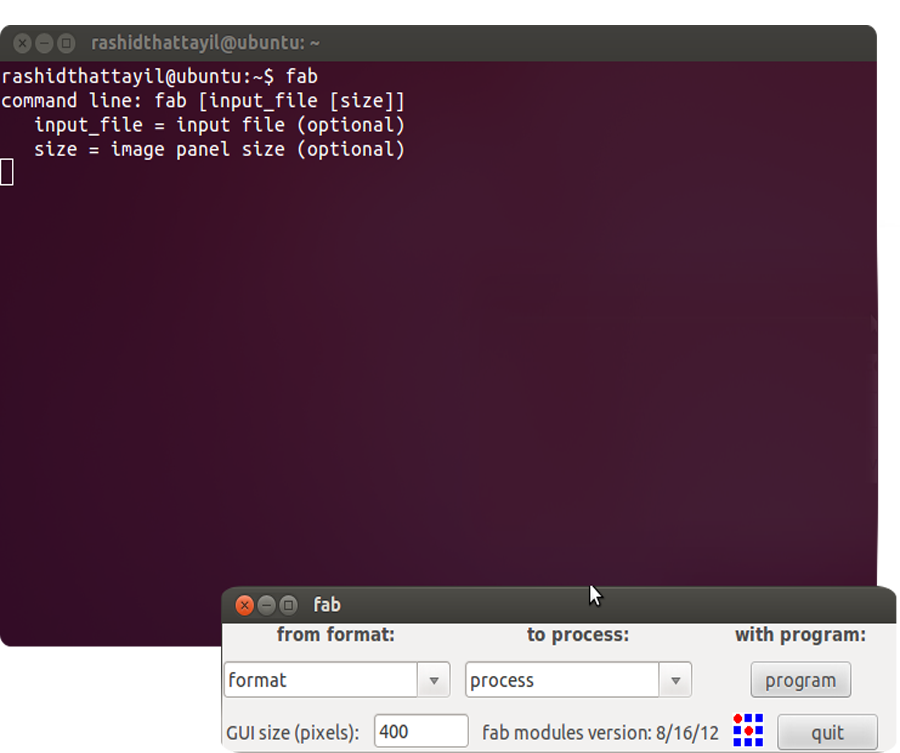 rashidthattayil@ubuntu: ~
rashidthattayil@ubuntu:~$ fab
command line: fab [input_file [size]]
   input_file = input file (optional)
   size = image panel size (optional)
fab
from format: to process: with program:
format process program
GUI size (pixels): 400 fab modules version: 8/16/12 quit